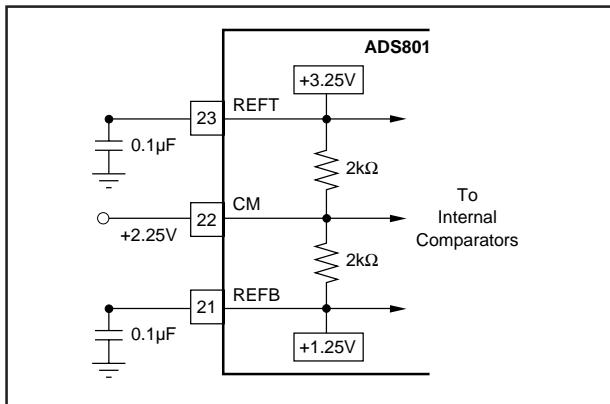 ADS801
+3.25V
23
REFT
0.1µF
2kΩ
22
CM
+2.25V
To
Internal
Comparators
2kΩ
21
REFB
0.1µF
+1.25V